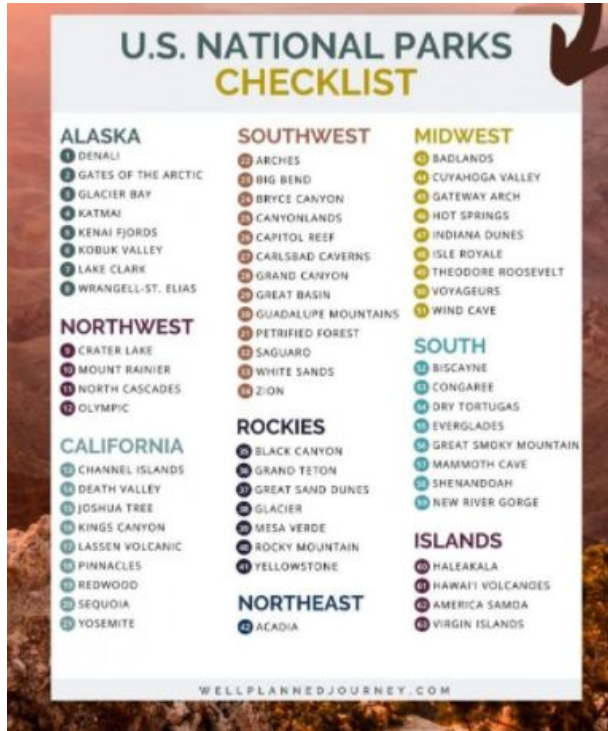 U.S. NATIONAL PARKS
CHECKLIST
ALASKA
1 DENALI
2 GATES OF THE ARCTIC
3 GLACIER BAY
4 KATMAI
5 KENAI FJORDS
6 KOBUK VALLEY
7 LAKE CLARK
8 WRANGELL-ST. ELIAS
NORTHWEST
9 CRATER LAKE
10 MOUNT RAINIER
11 NORTH CASCADES
12 OLYMPIC
CALIFORNIA
13 CHANNEL ISLANDS
14 DEATH VALLEY
15 JOSHUA TREE
16 KINGS CANYON
17 LASSEN VOLCANIC
18 PINNACLES
19 REDWOOD
20 SEQUOIA
21 YOSEMITE
SOUTHWEST
22 ARCHES
23 BIG BEND
24 BRYCE CANYON
25 CANYONLANDS
26 CAPITOL REEF
27 CARLSBAD CAVERNS
28 GRAND CANYON
29 GREAT BASIN
30 GUADALUPE MOUNTAINS
31 PETRIFIED FOREST
32 SAGUARO
33 WHITE SANDS
34 ZION
ROCKIES
35 BLACK CANYON
36 GRAND TETON
37 GREAT SAND DUNES
38 GLACIER
39 MESA VERDE
40 ROCKY MOUNTAIN
41 YELLOWSTONE
NORTHEAST
42 ACADIA
MIDWEST
43 BADLANDS
44 CUYAHOGA VALLEY
45 GATEWAY ARCH
46 HOT SPRINGS
47 INDIANA DUNES
48 ISLE ROYALE
49 THEODORE ROOSEVELT
50 VOYAGEURS
51 WIND CAVE
SOUTH
52 BISCAYNE
53 CONGAREE
54 DRY TORTUGAS
55 EVERGLADES
56 GREAT SMOKY MOUNTAIN
57 MAMMOTH CAVE
58 SHENANDOAH
59 NEW RIVER GORGE
ISLANDS
60 HALEAKALA
61 HAWAI'I VOLCANOES
62 AMERICA SAMOA
63 VIRGIN ISLANDS
WELLPLANNEDJOURNEY.COM